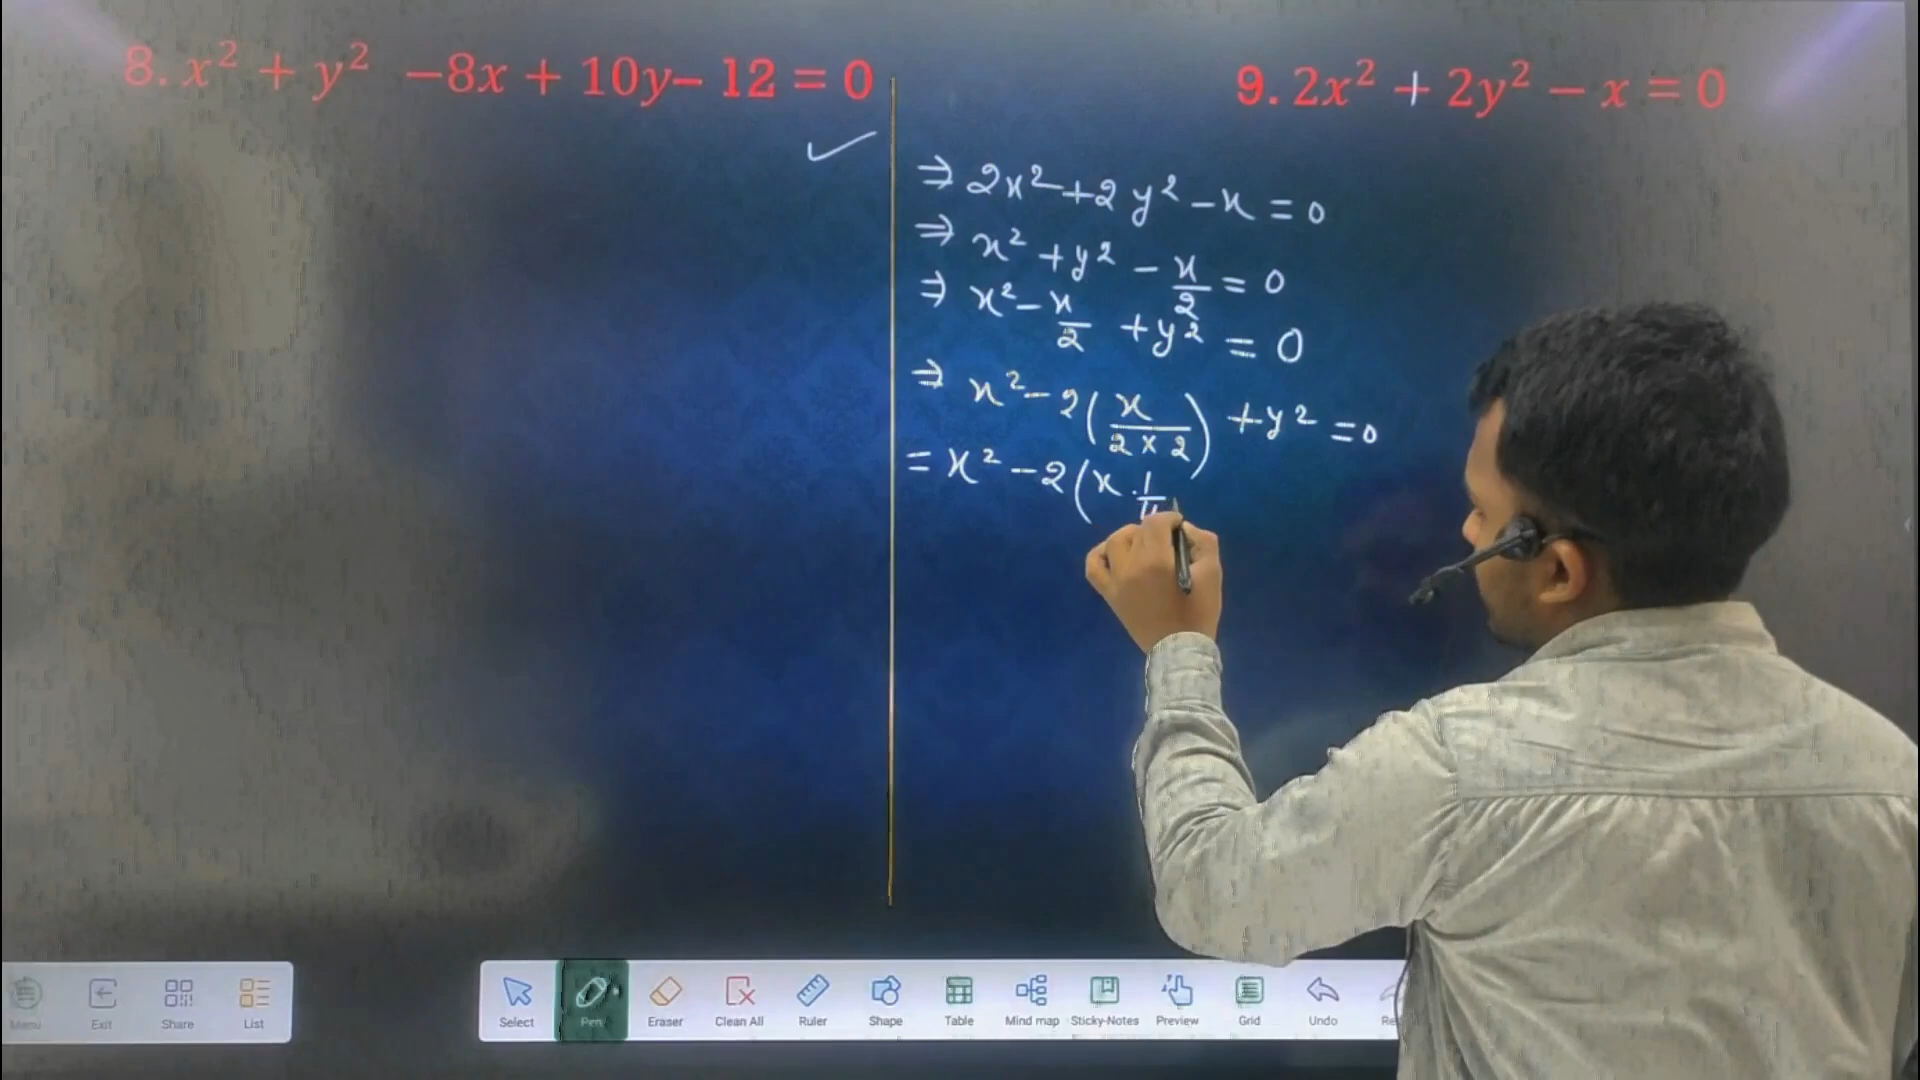 8. x² + y² −8x + 10y− 12 = 0
9. 2x² + 2y² − x = 0
⇒ 2x² + 2y² − x = 0
⇒ x² + y² − x/2 = 0
⇒ x² − x/2 + y² = 0
⇒ x² − 2(x/(2 × 2)) + y² = 0
= x² − 2(x · 1/4
Menu Exit Share List Select Pen Eraser Clean All Ruler Shape Table Mind map Sticky-Notes Preview Grid Undo